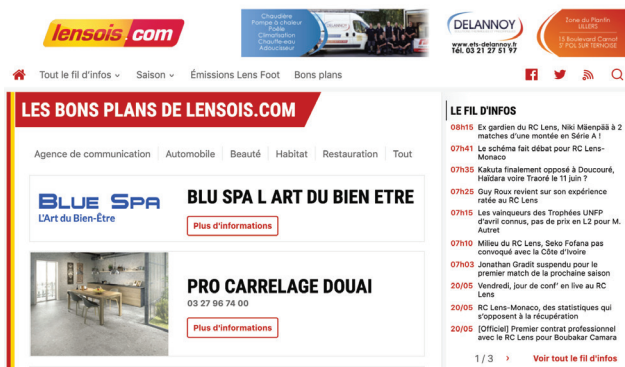 lensois.com
Chaudière
Pompe à chaleur
Poêle
Climatisation
Chauffe-eau
Adoucisseur
DELANNOY
www.ets-delannoy.fr
Tél. 03 21 27 51 97
Zone du Plantin
LILLERS
15 Boulevard Carnot
ST POL SUR TERNOISE
Tout le fil d'infos
Saison
Émissions Lens Foot
Bons plans
LES BONS PLANS DE LENSOIS.COM
Agence de communication
Automobile
Beauté
Habitat
Restauration
Tout
BLUE SPA
L'Art du Bien-Être
BLU SPA L ART DU BIEN ETRE
Plus d'informations
PRO CARRELAGE DOUAI
03 27 96 74 00
Plus d'informations
LE FIL D'INFOS
08h15 Ex gardien du RC Lens, Niki Mäenpää à 2
matches d'une montée en Série A !
07h41 Le schéma fait débat pour RC Lens-
Monaco
07h35 Kakuta finalement opposé à Doucouré,
Haïdara voire Traoré le 11 juin ?
07h25 Guy Roux revient sur son expérience
ratée au RC Lens
07h15 Les vainqueurs des Trophées UNFP
d'avril connus, pas de prix en L2 pour M.
Autret
07h10 Milieu du RC Lens, Seko Fofana pas
convoqué avec la Côte d'Ivoire
07h03 Jonathan Gradit suspendu pour le
premier match de la prochaine saison
20/05 Vendredi, jour de conf' en live au RC
Lens
20/05 RC Lens-Monaco, des statistiques qui
s'opposent à la récupération
20/05 [Officiel] Premier contrat professionnel
avec le RC Lens pour Boubakar Camara
1 / 3 > Voir tout le fil d'infos